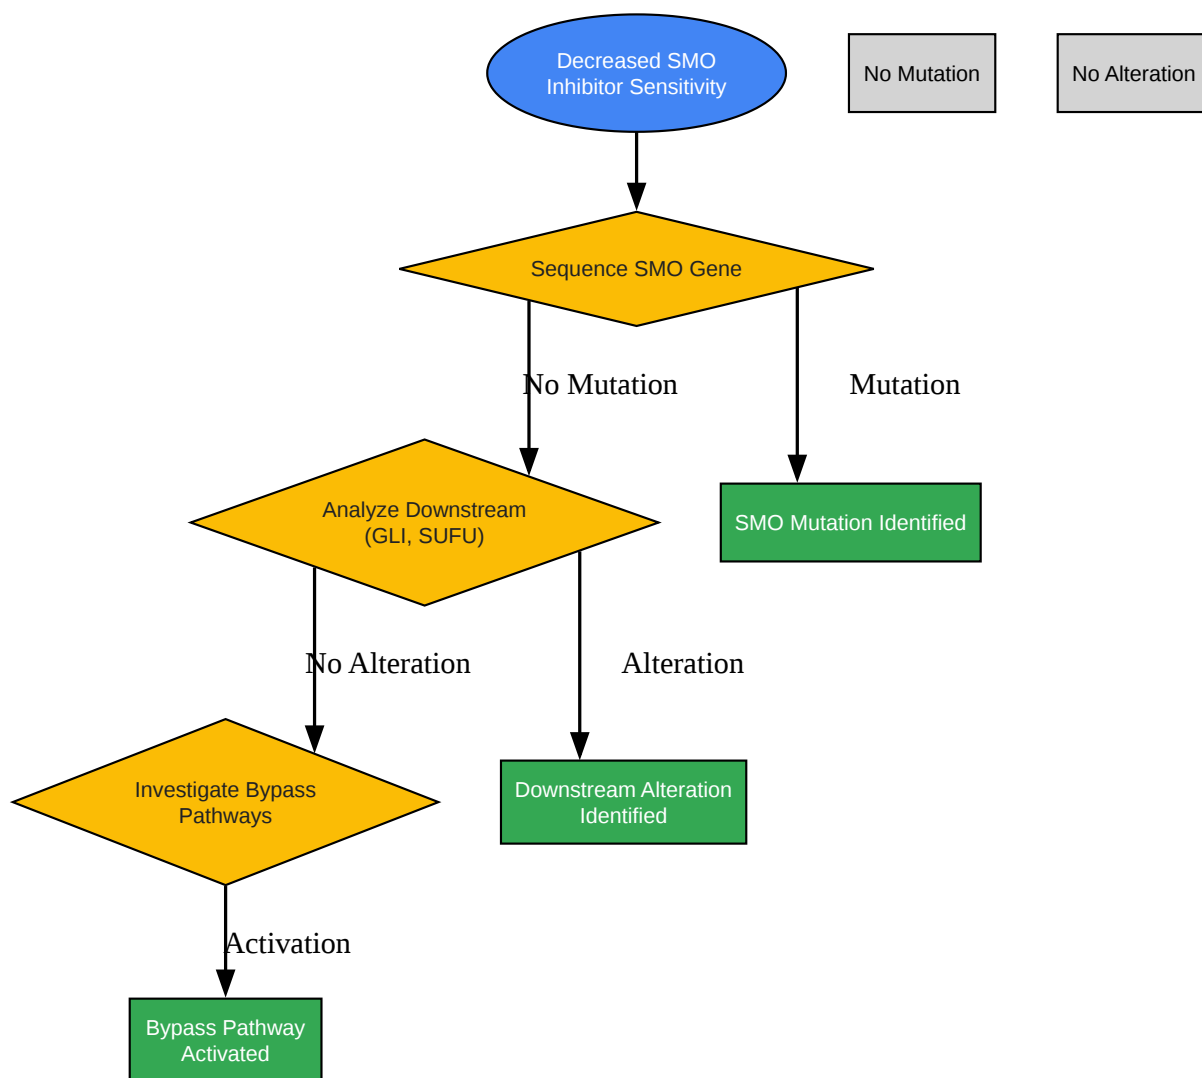 Decreased SMO
Inhibitor Sensitivity
No Mutation
No Alteration
Sequence SMO Gene
No Mutation
Mutation
Analyze Downstream
(GLI, SUFU)
SMO Mutation Identified
No Alteration
Alteration
Investigate Bypass
Pathways
Downstream Alteration
Identified
Activation
Bypass Pathway
Activated